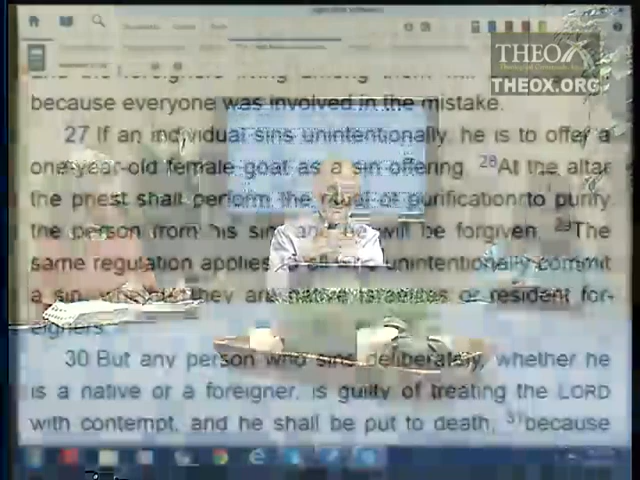 THEOX
THEOX.ORG
because everyone was involved in the mistake.
27 If an individual sins unintentionally, he is to offer a
one-year-old female goat as a sin offering. 28 At the altar
the priest shall perform the ritual of purification to purify
the person from his sin, and he will be forgiven. 29 The
same regulation applies unintentionally commit
a sin, they are native Israelites or resident for-
eigners.
30 But any person who sins deliberately, whether he
is a native or a foreigner, is guilty of treating the LORD
with contempt, and he shall be put to death, 31 because